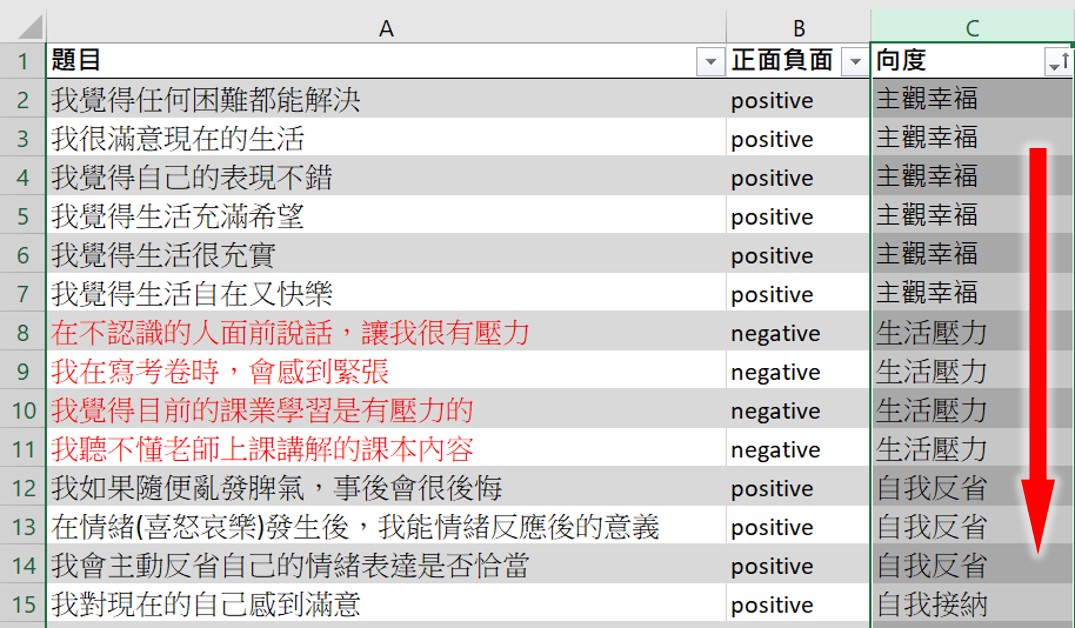 A B C
1 題目 正面負面 向度
2 我覺得任何困難都能解決 positive 主觀幸福
3 我很滿意現在的生活 positive 主觀幸福
4 我覺得自己的表現不錯 positive 主觀幸福
5 我覺得生活充滿希望 positive 主觀幸福
6 我覺得生活很充實 positive 主觀幸福
7 我覺得生活自在又快樂 positive 主觀幸福
8 在不認識的人面前說話，讓我很有壓力 negative 生活壓力
9 我在寫考卷時，會感到緊張 negative 生活壓力
10 我覺得目前的課業學習是有壓力的 negative 生活壓力
11 我聽不懂老師上課講解的課本內容 negative 生活壓力
12 我如果隨便亂發脾氣，事後會很後悔 positive 自我反省
13 在情緒(喜怒哀樂)發生後，我能情緒反應後的意義 positive 自我反省
14 我會主動反省自己的情緒表達是否恰當 positive 自我反省
15 我對現在的自己感到滿意 positive 自我接納